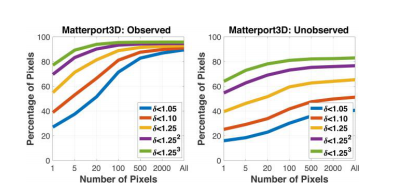 Matterport3D: Observed
Percentage of Pixels
100
80
60
40
20
0
1 5 20 100 500 2000 All
Number of Pixels
δ<1.05
δ<1.10
δ<1.25
δ<1.25²
δ<1.25³
Matterport3D: Unobserved
Percentage of Pixels
100
80
60
40
20
0
1 5 20 100 500 2000 All
Number of Pixels
δ<1.05
δ<1.10
δ<1.25
δ<1.25²
δ<1.25³